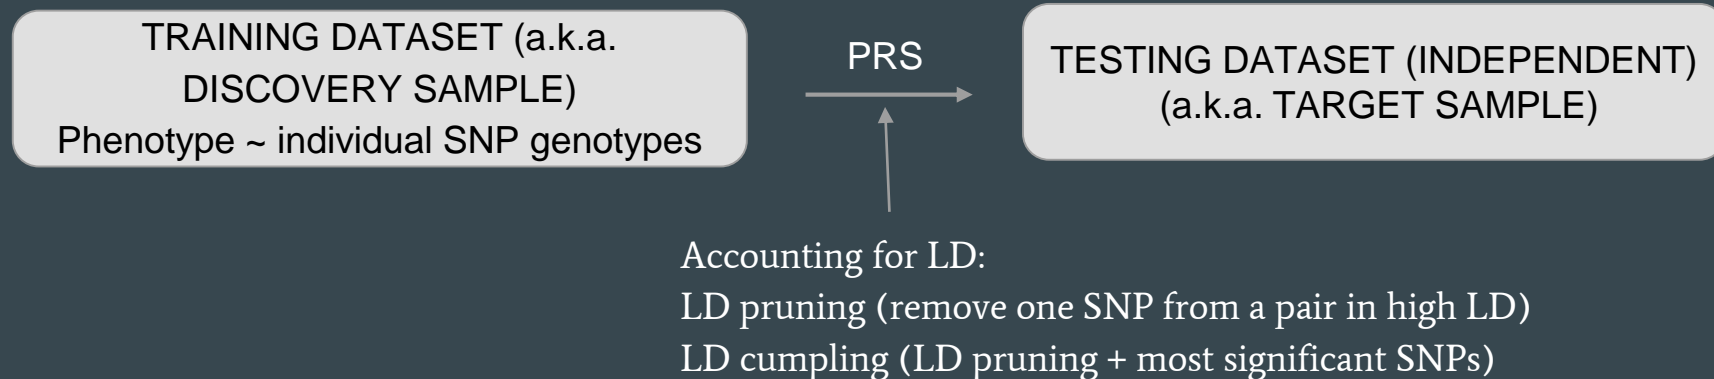 TRAINING DATASET (a.k.a.
DISCOVERY SAMPLE)
Phenotype ~ individual SNP genotypes
PRS
TESTING DATASET (INDEPENDENT)
(a.k.a. TARGET SAMPLE)
Accounting for LD:
LD pruning (remove one SNP from a pair in high LD)
LD cumpling (LD pruning + most significant SNPs)